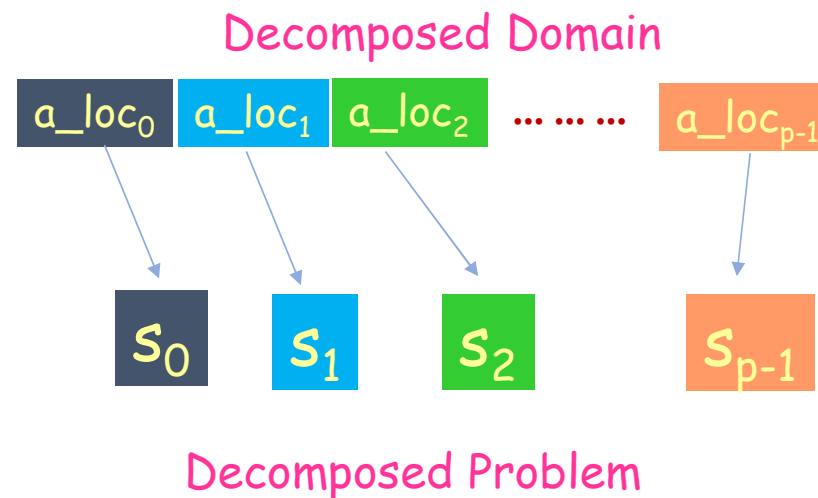 Decomposed Domain
a_loc₀ a_loc₁ a_loc₂ ... ... ... a_locₚ₋₁
s₀ s₁ s₂ sₚ₋₁
Decomposed Problem